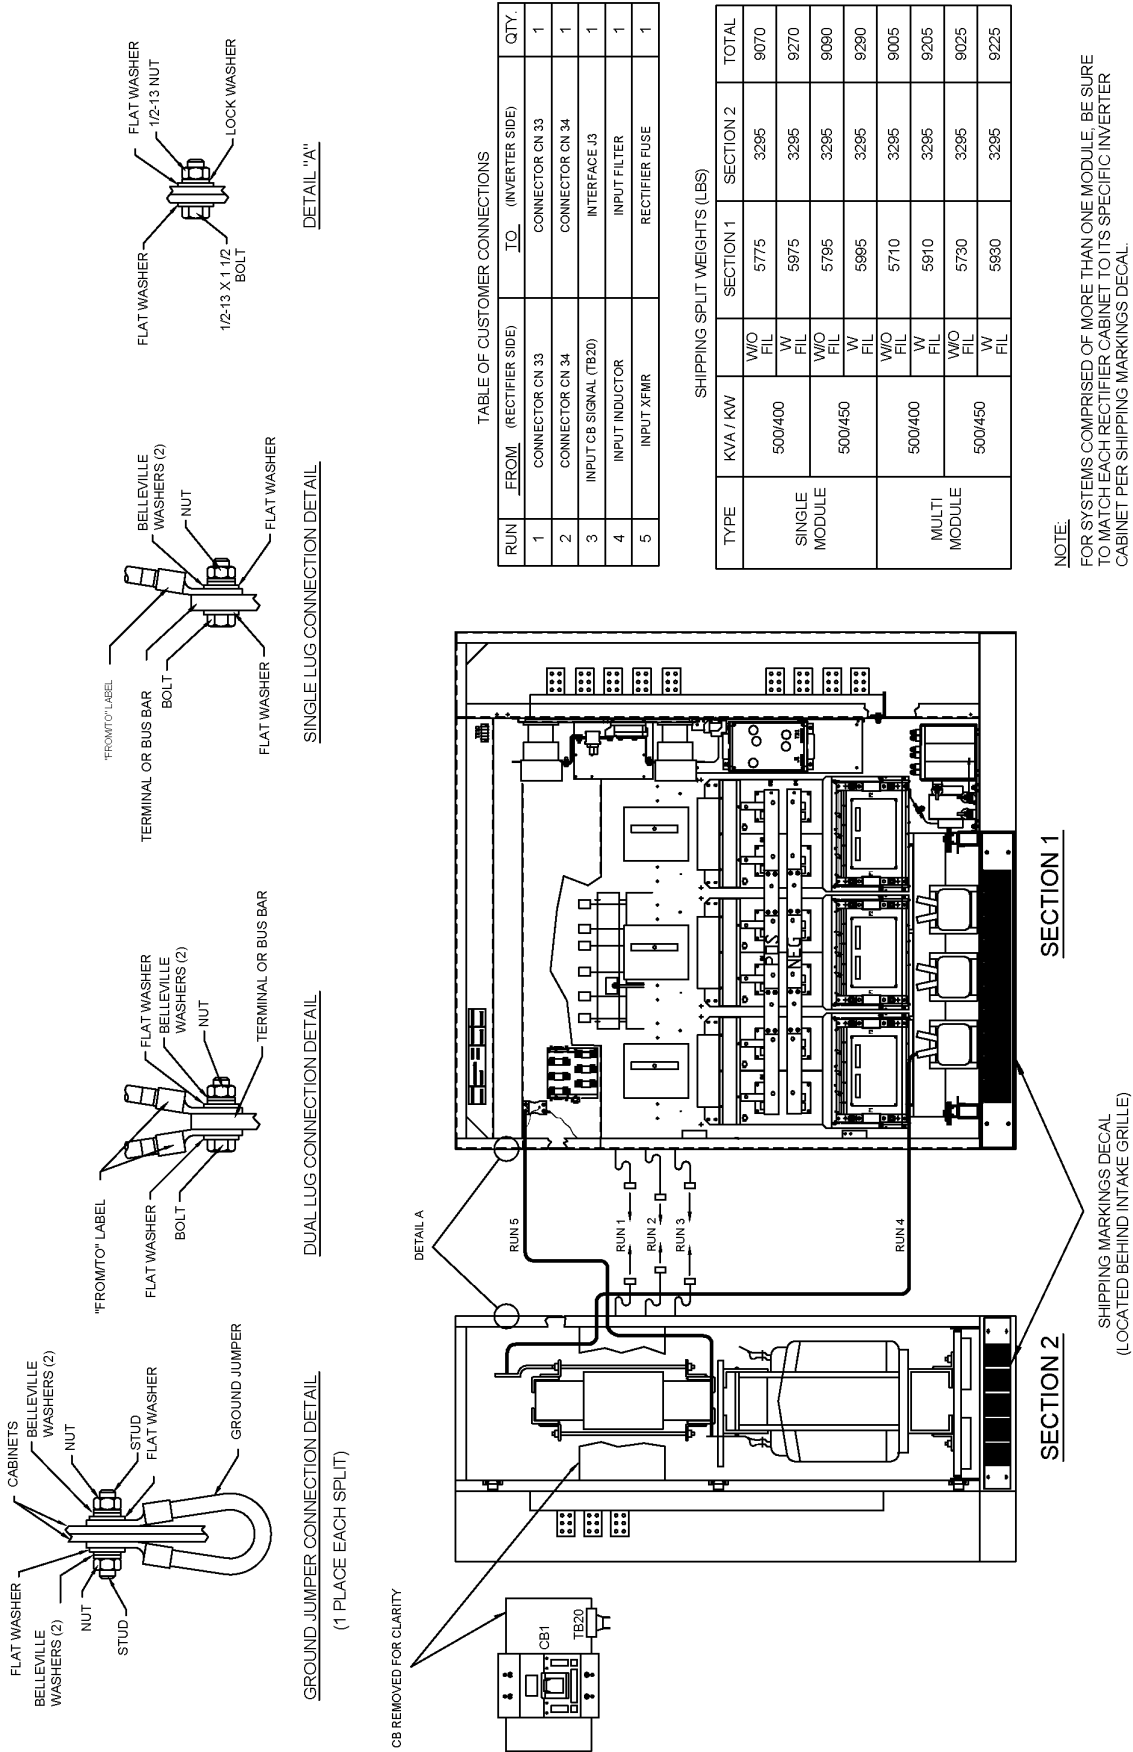 FLAT WASHER
BELLEVILLE
WASHERS (2)
NUT
STUD
CABINETS
BELLEVILLE
WASHERS (2)
NUT
STUD
FLAT WASHER
GROUND JUMPER
GROUND JUMPER CONNECTION DETAIL
(1 PLACE EACH SPLIT)
"FROM/TO" LABEL
FLAT WASHER
BOLT
FLAT WASHER
BELLEVILLE
WASHERS (2)
NUT
TERMINAL OR BUS BAR
DUAL LUG CONNECTION DETAIL
"FROM/TO" LABEL
TERMINAL OR BUS BAR
BOLT
FLAT WASHER
BELLEVILLE
WASHERS (2)
NUT
FLAT WASHER
SINGLE LUG CONNECTION DETAIL
FLAT WASHER
1/2-13 X 1 1/2
BOLT
FLAT WASHER
1/2-13 NUT
LOCK WASHER
DETAIL "A"
CB REMOVED FOR CLARITY
CB1
TB20
DETAIL A
RUN 5
RUN 1
RUN 2
RUN 3
RUN 4
POS
NEG
SECTION 2
SECTION 1
SHIPPING MARKINGS DECAL
(LOCATED BEHIND INTAKE GRILLE)
TABLE OF CUSTOMER CONNECTIONS
RUN FROM (RECTIFIER SIDE) TO (INVERTER SIDE) QTY.
1 CONNECTOR CN 33 CONNECTOR CN 33 1
2 CONNECTOR CN 34 CONNECTOR CN 34 1
3 INPUT CB SIGNAL (TB20) INTERFACE J3 1
4 INPUT INDUCTOR INPUT FILTER 1
5 INPUT XFMR RECTIFIER FUSE 1
SHIPPING SPLIT WEIGHTS (LBS)
TYPE KVA / KW SECTION 1 SECTION 2 TOTAL
SINGLE
MODULE
500/400
W/O
FIL 5775 3295 9070
W
FIL 5975 3295 9270
500/450
W/O
FIL 5795 3295 9090
W
FIL 5995 3295 9290
MULTI
MODULE
500/400
W/O
FIL 5710 3295 9005
W
FIL 5910 3295 9205
500/450
W/O
FIL 5730 3295 9025
W
FIL 5930 3295 9225
NOTE:
FOR SYSTEMS COMPRISED OF MORE THAN ONE MODULE, BE SURE
TO MATCH EACH RECTIFIER CABINET TO ITS SPECIFIC INVERTER
CABINET PER SHIPPING MARKINGS DECAL.